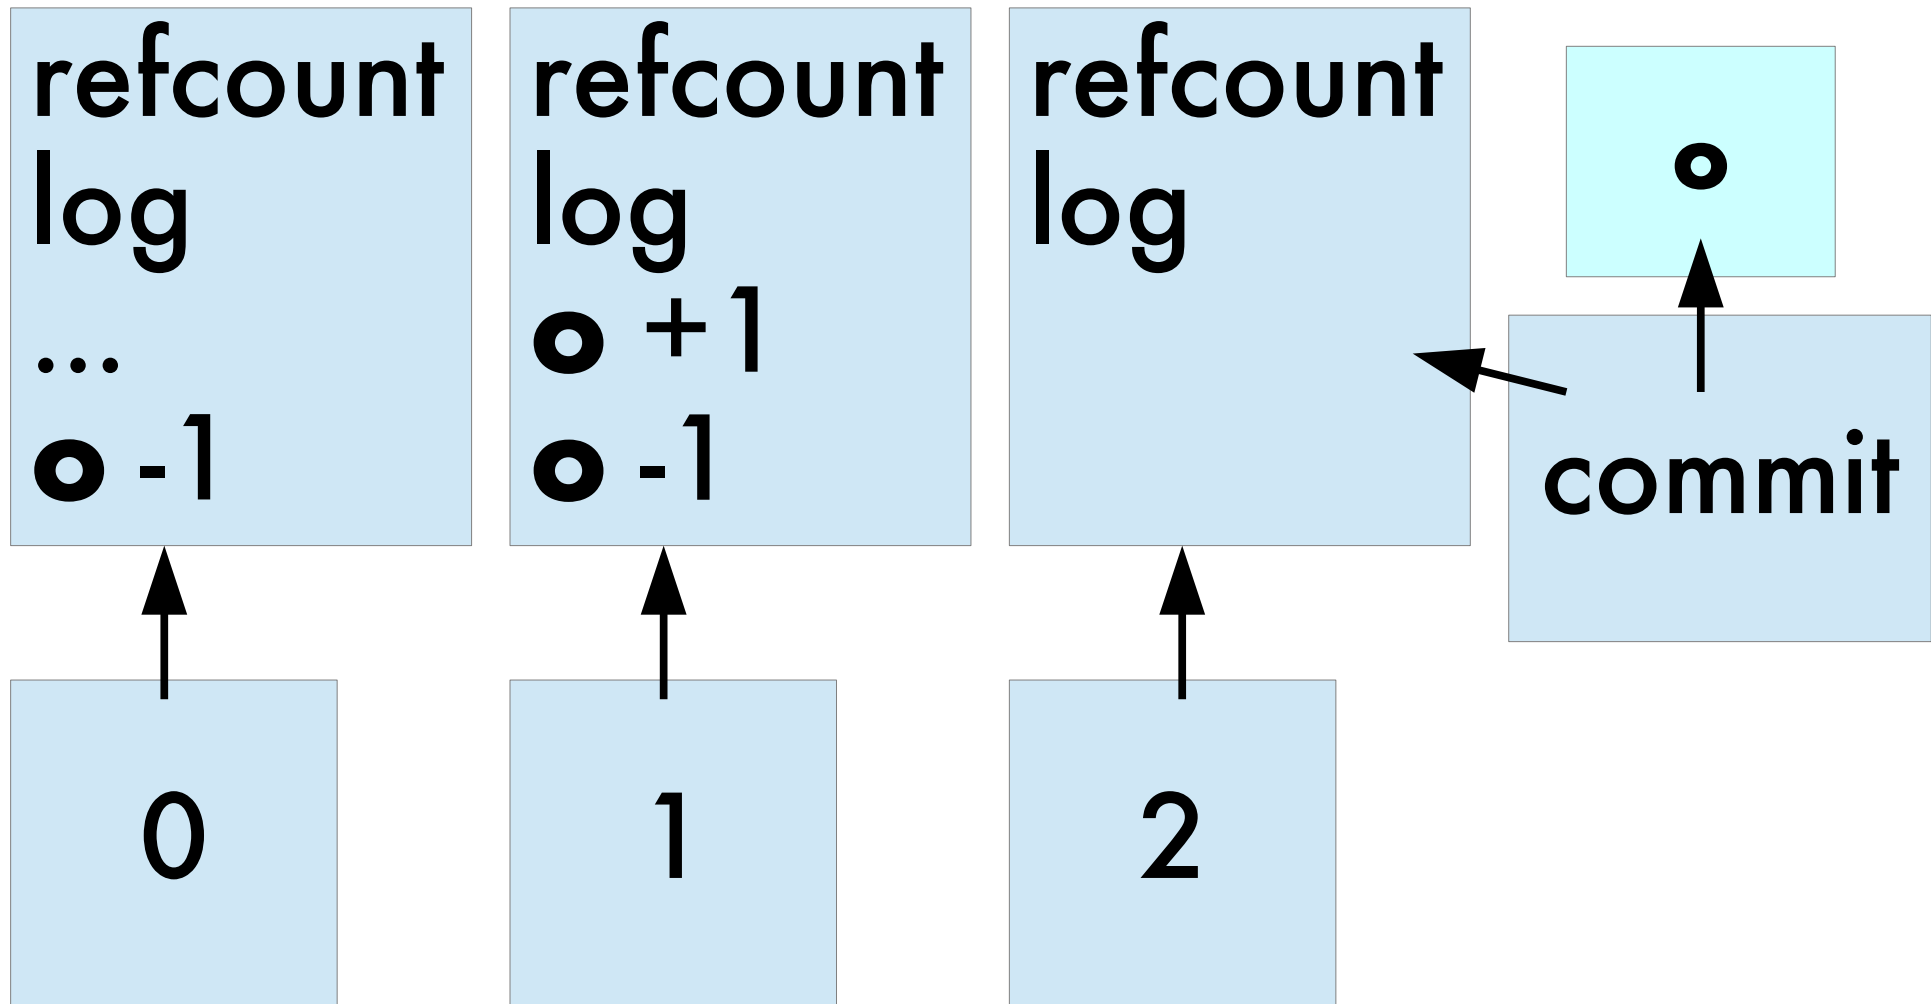 refcount
log
...
o -1
refcount
log
o +1
o -1
refcount
log
o
commit
0
1
2